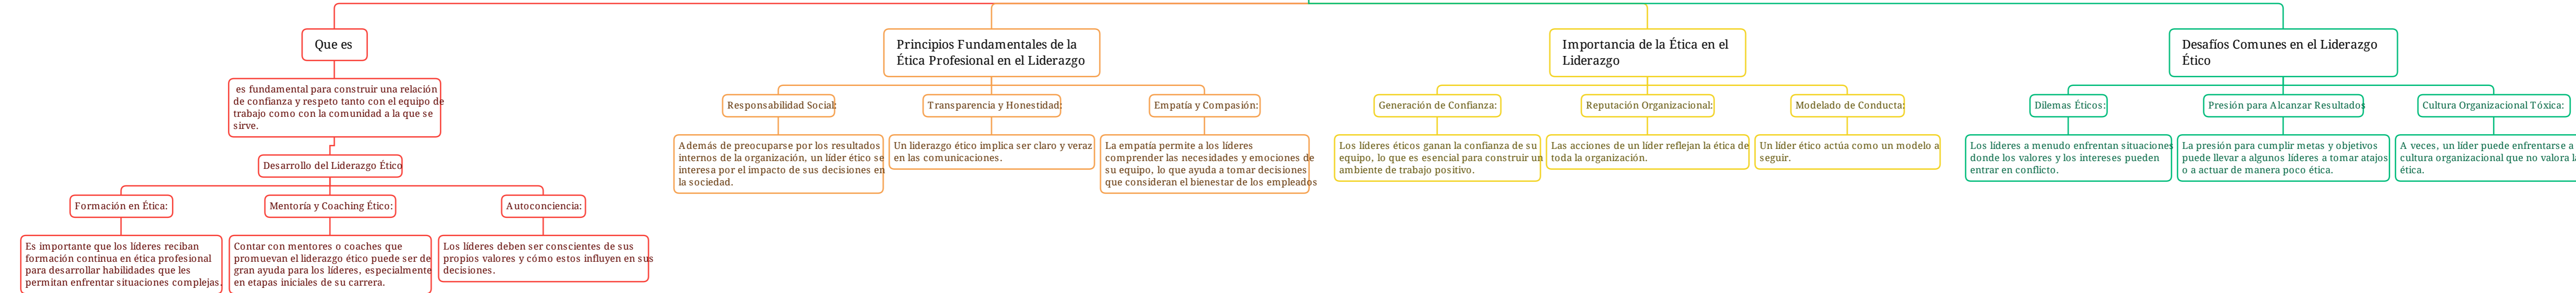 Que es
es fundamental para construir una relación
de confianza y respeto tanto con el equipo de
trabajo como con la comunidad a la que se
sirve.
Desarrollo del Liderazgo Ético
Formación en Ética:
Es importante que los líderes reciban
formación continua en ética profesional
para desarrollar habilidades que les
permitan enfrentar situaciones complejas.
Mentoría y Coaching Ético:
Contar con mentores o coaches que
promuevan el liderazgo ético puede ser de
gran ayuda para los líderes, especialmente
en etapas iniciales de su carrera.
Autoconciencia:
Los líderes deben ser conscientes de sus
propios valores y cómo estos influyen en sus
decisiones.
Principios Fundamentales de la
Ética Profesional en el Liderazgo
Responsabilidad Social:
Además de preocuparse por los resultados
internos de la organización, un líder ético se
interesa por el impacto de sus decisiones en
la sociedad.
Transparencia y Honestidad:
Un liderazgo ético implica ser claro y veraz
en las comunicaciones.
Empatía y Compasión:
La empatía permite a los líderes
comprender las necesidades y emociones de
su equipo, lo que ayuda a tomar decisiones
que consideran el bienestar de los empleados
Importancia de la Ética en el
Liderazgo
Generación de Confianza:
Los líderes éticos ganan la confianza de su
equipo, lo que es esencial para construir un
ambiente de trabajo positivo.
Reputación Organizacional:
Las acciones de un líder reflejan la ética de
toda la organización.
Modelado de Conducta:
Un líder ético actúa como un modelo a
seguir.
Desafíos Comunes en el Liderazgo
Ético
Dilemas Éticos:
Los líderes a menudo enfrentan situaciones
donde los valores y los intereses pueden
entrar en conflicto.
Presión para Alcanzar Resultados
La presión para cumplir metas y objetivos
puede llevar a algunos líderes a tomar atajos
o a actuar de manera poco ética.
Cultura Organizacional Tóxica:
A veces, un líder puede enfrentarse a
cultura organizacional que no valora
ética.